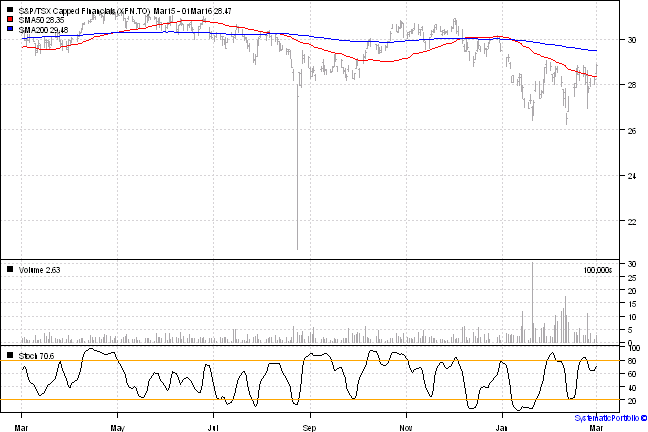 S&P/TSX Capped Financials (XFN.TO) Mar15 - 01Mar16 28.47
SMA50 28.35
SMA200 29.48
30
28
26
24
22
Volume 2.63
100,000s
30
25
20
15
10
5
0
Stoch 70.6
100
80
60
40
20
Mar May Jul Sep Nov Jan Mar
SystematicPortfolio ©